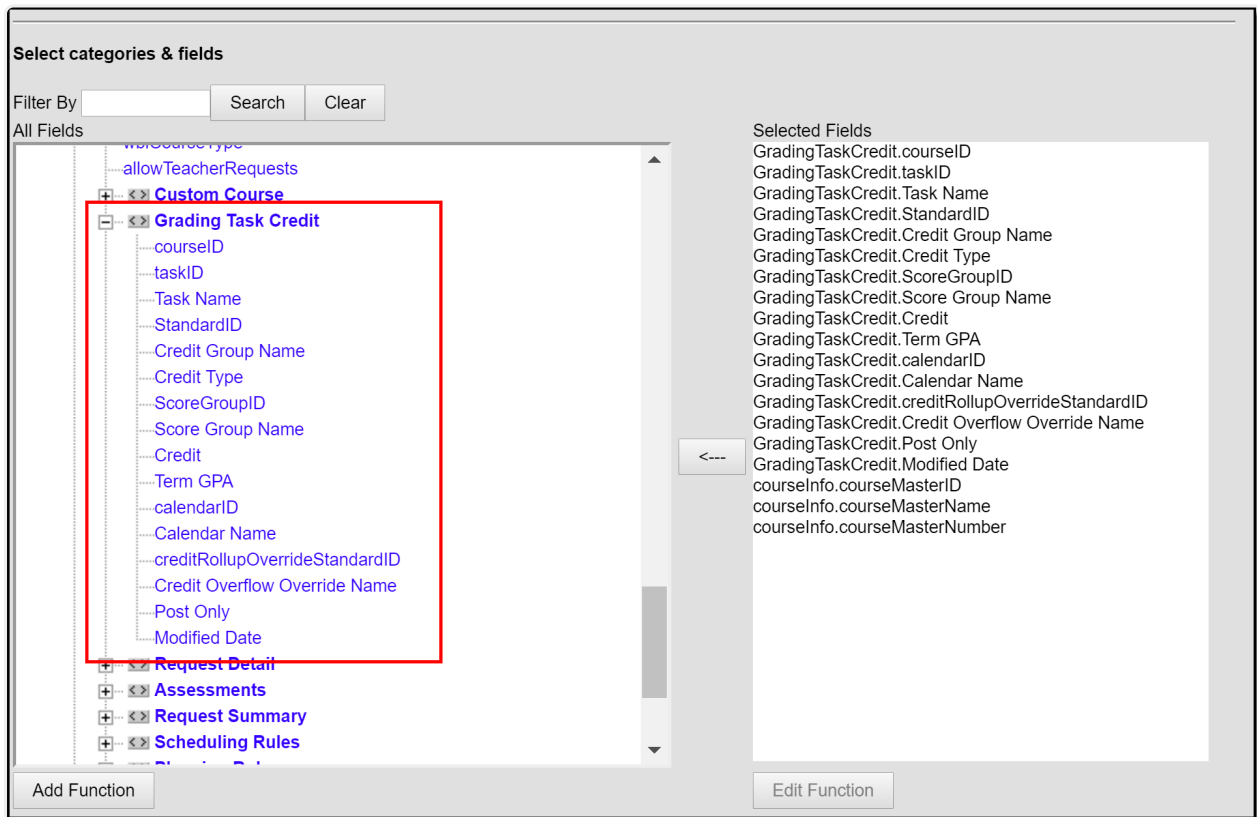 Select categories & fields
Filter By
Search
Clear
All Fields
allowTeacherRequests
Custom Course
Grading Task Credit
courseID
taskID
Task Name
StandardID
Credit Group Name
Credit Type
ScoreGroupID
Score Group Name
Credit
Term GPA
calendarID
Calendar Name
creditRollupOverrideStandardID
Credit Overflow Override Name
Post Only
Modified Date
Request Detail
Assessments
Request Summary
Scheduling Rules
Add Function
<---
Selected Fields
GradingTaskCredit.courseID
GradingTaskCredit.taskID
GradingTaskCredit.Task Name
GradingTaskCredit.StandardID
GradingTaskCredit.Credit Group Name
GradingTaskCredit.Credit Type
GradingTaskCredit.ScoreGroupID
GradingTaskCredit.Score Group Name
GradingTaskCredit.Credit
GradingTaskCredit.Term GPA
GradingTaskCredit.calendarID
GradingTaskCredit.Calendar Name
GradingTaskCredit.creditRollupOverrideStandardID
GradingTaskCredit.Credit Overflow Override Name
GradingTaskCredit.Post Only
GradingTaskCredit.Modified Date
courseInfo.courseMasterID
courseInfo.courseMasterName
courseInfo.courseMasterNumber
Edit Function